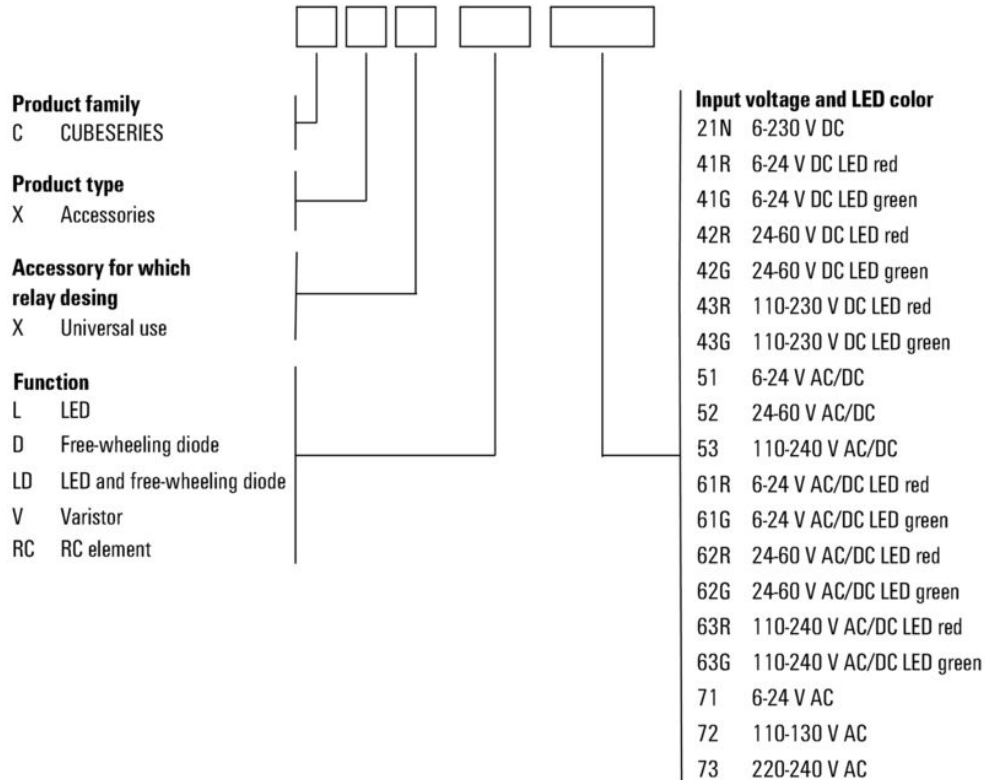 Product family
C CUBESERIES
Product type
X Accessories
Accessory for which
relay desing
X Universal use
Function
L LED
D Free-wheeling diode
LD LED and free-wheeling diode
V Varistor
RC RC element
Input voltage and LED color
21N 6-230 V DC
41R 6-24 V DC LED red
41G 6-24 V DC LED green
42R 24-60 V DC LED red
42G 24-60 V DC LED green
43R 110-230 V DC LED red
43G 110-230 V DC LED green
51 6-24 V AC/DC
52 24-60 V AC/DC
53 110-240 V AC/DC
61R 6-24 V AC/DC LED red
61G 6-24 V AC/DC LED green
62R 24-60 V AC/DC LED red
62G 24-60 V AC/DC LED green
63R 110-240 V AC/DC LED red
63G 110-240 V AC/DC LED green
71 6-24 V AC
72 110-130 V AC
73 220-240 V AC